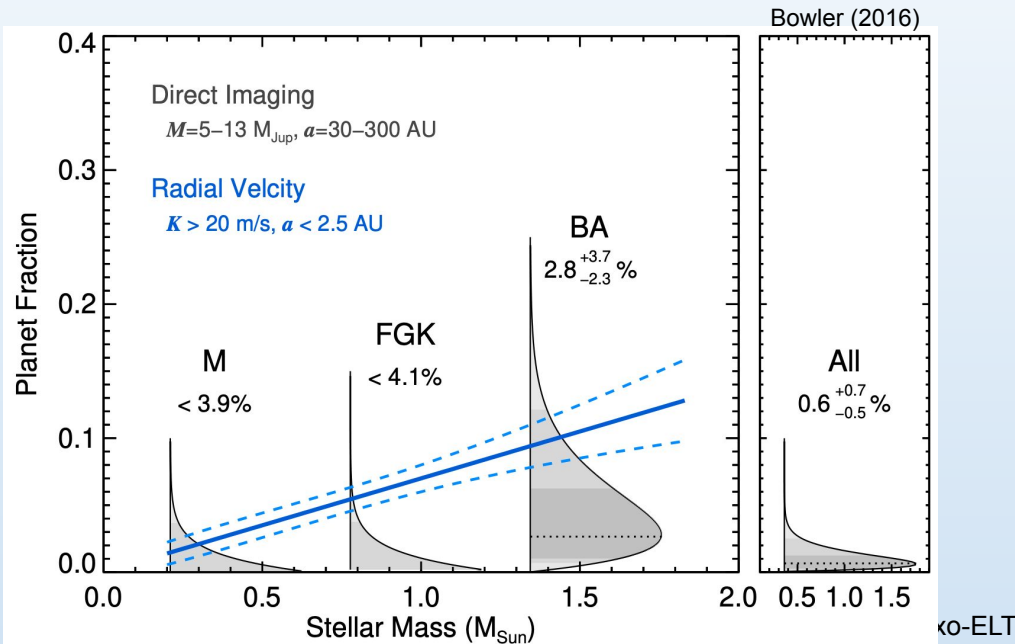 Bowler (2016)
0.4
0.3
0.2
0.1
0.0
Planet Fraction
Direct Imaging
M=5–13 MJup, a=30–300 AU
Radial Velcity
K > 20 m/s, a < 2.5 AU
M
< 3.9%
FGK
< 4.1%
BA
2.8 +3.7 −2.3 %
All
0.6 +0.7 −0.5 %
0.0 0.5 1.0 1.5 2.0
0.5 1.0 1.5
Stellar Mass (MSun)
xo-ELT